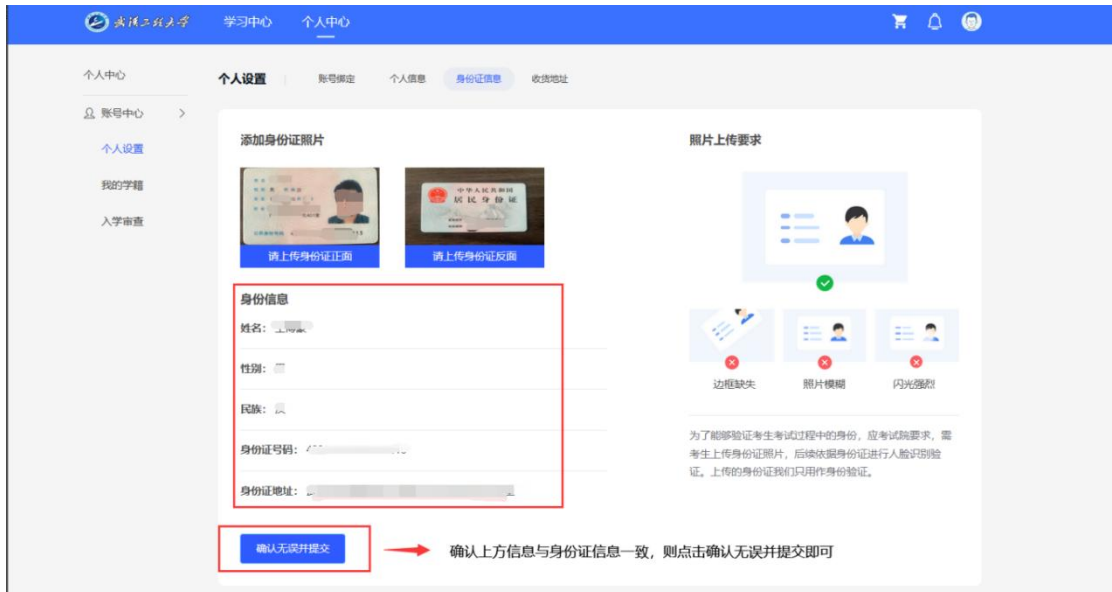 武汉工程大学 学习中心 个人中心
个人中心
账号中心
个人设置
我的学籍
入学审查
个人设置 账号绑定 个人信息 身份证信息 收货地址
添加身份证照片
中华人民共和国
居民身份证
请上传身份证正面 请上传身份证反面
身份信息
姓名：
性别：
民族：
身份证号码：
身份证地址：
确认无误并提交
确认上方信息与身份证信息一致，则点击确认无误并提交即可
照片上传要求
边框缺失 照片模糊 闪光强烈
为了能够验证考生考试过程中的身份，应考试院要求，需
考生上传身份证照片，后续依据身份证进行人脸识别验
证。上传的身份证我们只用作身份验证。